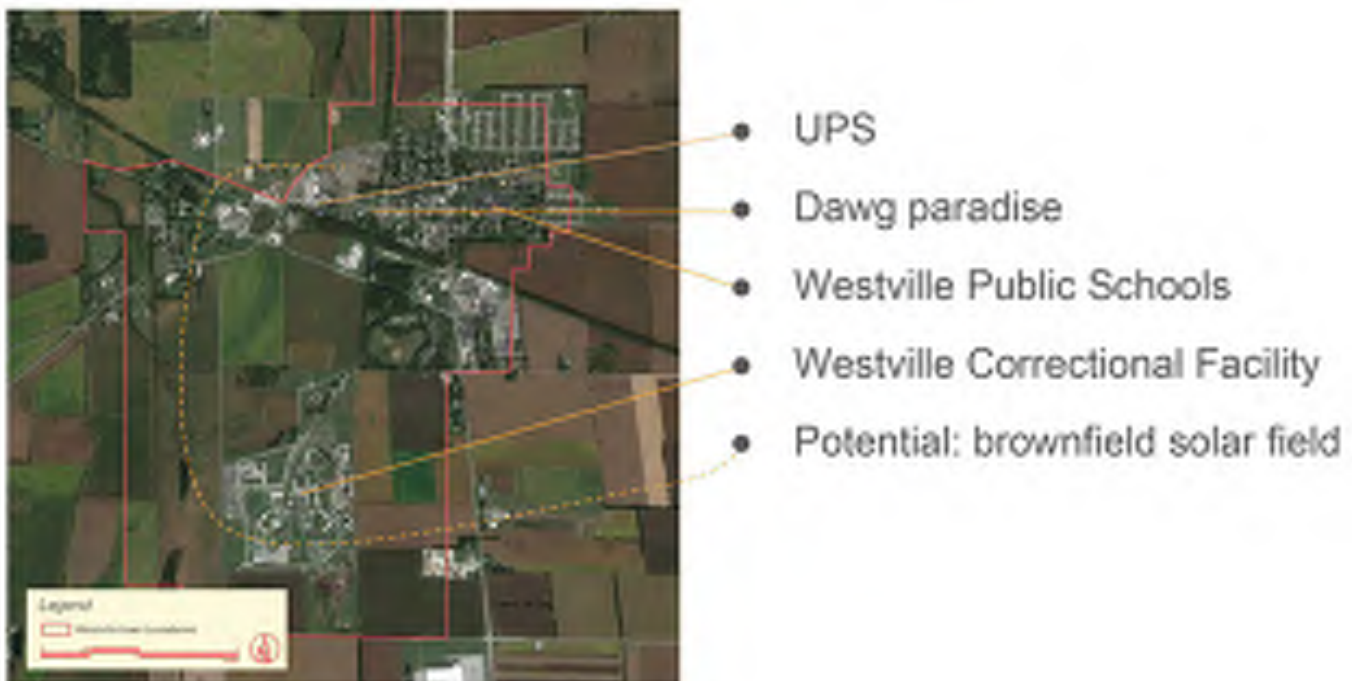 UPS
Dawg paradise
Westville Public Schools
Westville Correctional Facility
Potential: brownfield solar field
Legend